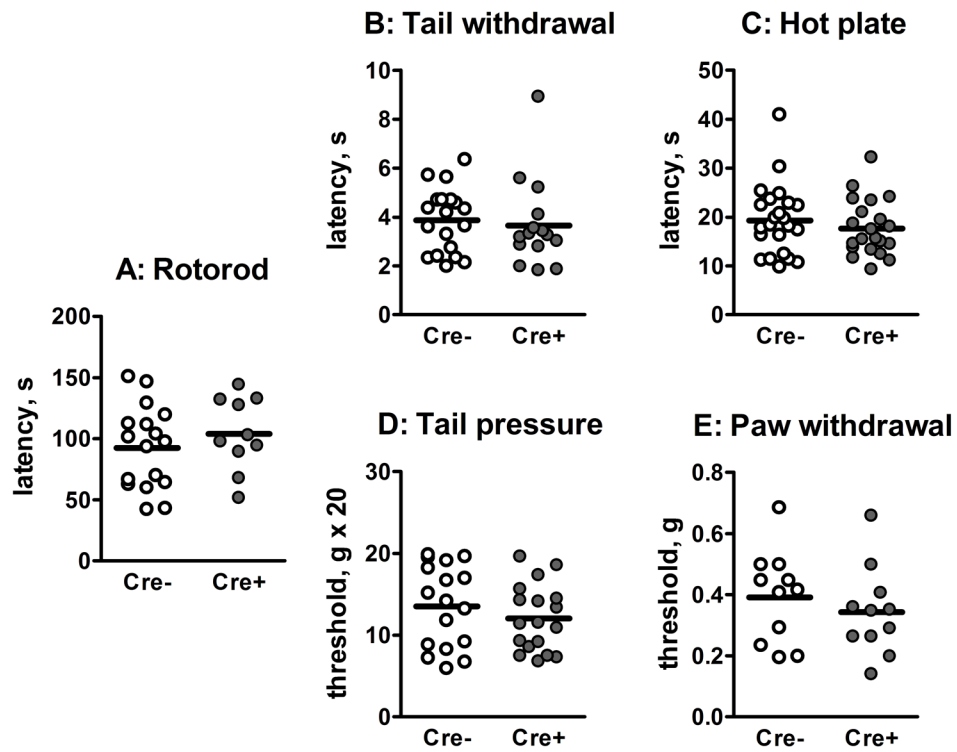 B: Tail withdrawal
10
8
6
4
2
0
latency, s
Cre-
Cre+
C: Hot plate
50
40
30
20
10
0
latency, s
Cre-
Cre+
A: Rotorod
200
150
100
50
0
latency, s
Cre-
Cre+
D: Tail pressure
30
20
10
0
threshold, g x 20
Cre-
Cre+
E: Paw withdrawal
0.8
0.6
0.4
0.2
0.0
threshold, g
Cre-
Cre+